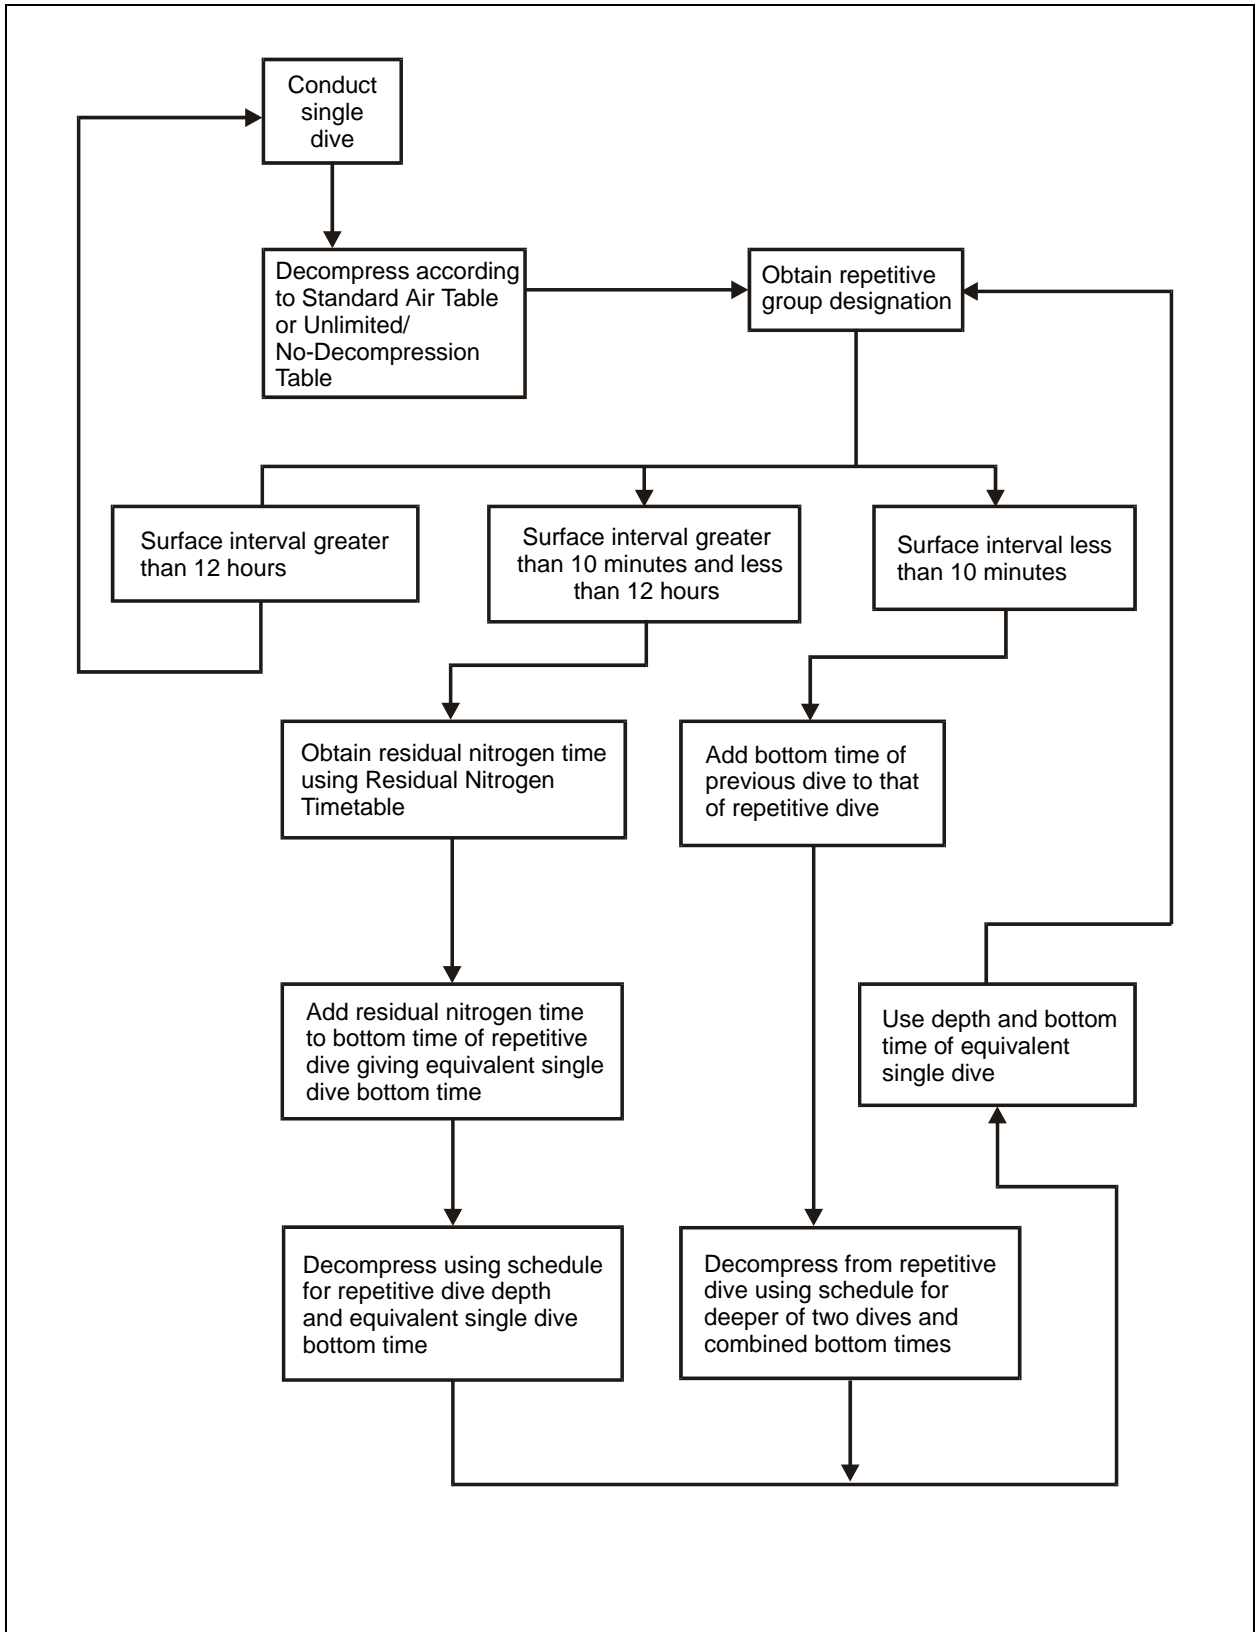 Conduct
single
dive
Decompress according
to Standard Air Table
or Unlimited/
No-Decompression
Table
Obtain repetitive
group designation
Surface interval greater
than 12 hours
Surface interval greater
than 10 minutes and less
than 12 hours
Surface interval less
than 10 minutes
Obtain residual nitrogen time
using Residual Nitrogen
Timetable
Add bottom time of
previous dive to that
of repetitive dive
Add residual nitrogen time
to bottom time of repetitive
dive giving equivalent single
dive bottom time
Use depth and bottom
time of equivalent
single dive
Decompress using schedule
for repetitive dive depth
and equivalent single dive
bottom time
Decompress from repetitive
dive using schedule for
deeper of two dives and
combined bottom times